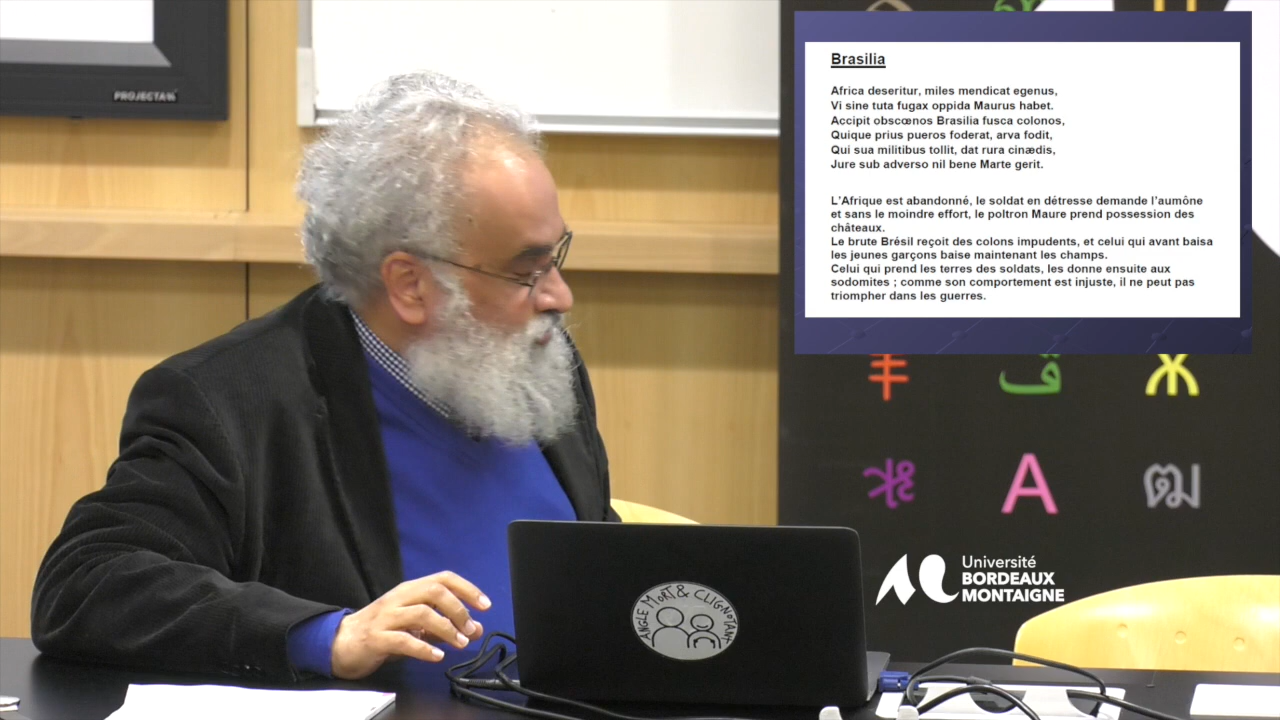 PROJECTA
Brasilia
Africa deseritur, miles mendicat egenus,
Vi sine tuta fugax oppida Maurus habet.
Accipit obscœnos Brasilia fusca colonos,
Quique prius pueros foderat, arva fodit,
Qui sua militibus tollit, dat rura cinædis,
Jure sub adverso nil bene Marte gerit.
L'Afrique est abandonné, le soldat en détresse demande l'aumône
et sans le moindre effort, le poltron Maure prend possession des
châteaux.
Le brute Brésil reçoit des colons impudents, et celui qui avant baisa
les jeunes garçons baise maintenant les champs.
Celui qui prend les terres des soldats, les donne ensuite aux
sodomites ; comme son comportement est injuste, il ne peut pas
triompher dans les guerres.
ق Ж
A ฒ
Université
BORDEAUX
MONTAIGNE
ANGLE MORT & CLIGNOTANT